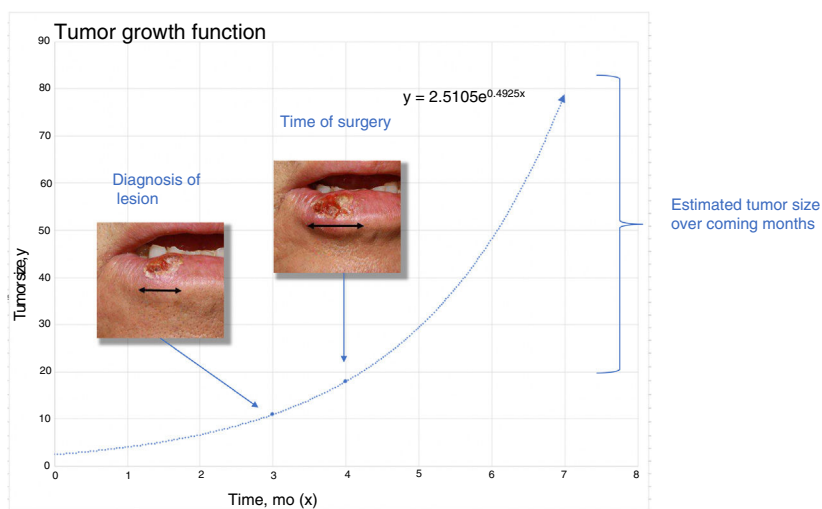 Tumor growth function
90
80
70
60
50
40
30
20
10
0
Tumor size, y
y = 2.5105e^0.4925x
Time of surgery
Diagnosis of
lesion
Estimated tumor size
over coming months
0 1 2 3 4 5 6 7 8
Time, mo (x)